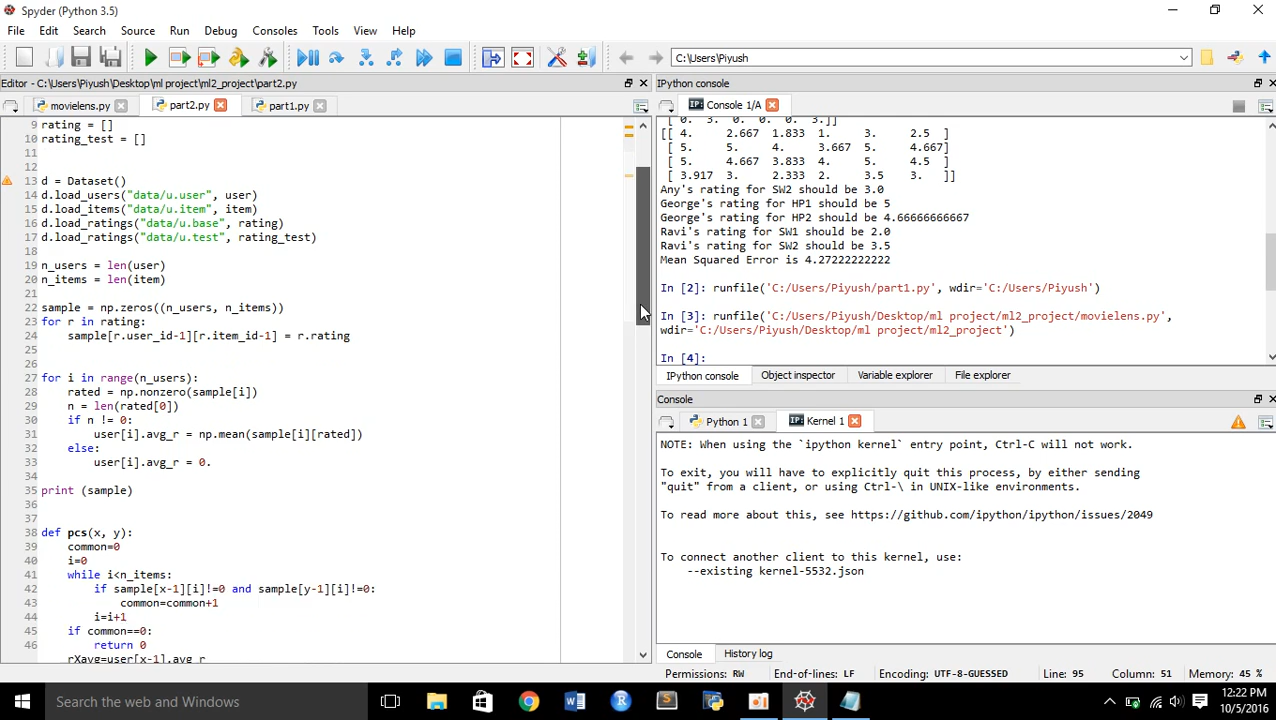 Spyder (Python 3.5)
File Edit Search Source Run Debug Consoles Tools View Help
C:\Users\Piyush
Editor - C:\Users\Piyush\Desktop\ml project\ml2_project\part2.py
movielens.py part2.py part1.py
9 rating = []
10 rating_test = []
11
12
13 d = Dataset()
14 d.load_users("data/u.user", user)
15 d.load_items("data/u.item", item)
16 d.load_ratings("data/u.base", rating)
17 d.load_ratings("data/u.test", rating_test)
18
19 n_users = len(user)
20 n_items = len(item)
21
22 sample = np.zeros((n_users, n_items))
23 for r in rating:
24 sample[r.user_id-1][r.item_id-1] = r.rating
25
26
27 for i in range(n_users):
28 rated = np.nonzero(sample[i])
29 n = len(rated[0])
30 if n != 0:
31 user[i].avg_r = np.mean(sample[i][rated])
32 else:
33 user[i].avg_r = 0.
34
35 print (sample)
36
37
38 def pcs(x, y):
39 common=0
40 i=0
41 while i<n_items:
42 if sample[x-1][i]!=0 and sample[y-1][i]!=0:
43 common=common+1
44 i=i+1
45 if common==0:
46 return 0
rXavg=user[x-1].avg_r
IPython console
Console 1/A
[ 0. 3. 0. 0. 0. 3.]]
[[ 4. 2.667 1.833 1. 3. 2.5 ]
[ 5. 5. 4. 3.667 5. 4.667]
[ 5. 4.667 3.833 4. 5. 4.5 ]
[ 3.917 3. 2.333 2. 3.5 3. ]]
Any's rating for SW2 should be 3.0
George's rating for HP1 should be 5
George's rating for HP2 should be 4.66666666667
Ravi's rating for SW1 should be 2.0
Ravi's rating for SW2 should be 3.5
Mean Squared Error is 4.27222222222
In [2]: runfile('C:/Users/Piyush/part1.py', wdir='C:/Users/Piyush')
In [3]: runfile('C:/Users/Piyush/Desktop/ml project/ml2_project/movielens.py',
wdir='C:/Users/Piyush/Desktop/ml project/ml2_project')
In [4]:
IPython console Object inspector Variable explorer File explorer
Console
Python 1 Kernel 1
NOTE: When using the `ipython kernel` entry point, Ctrl-C will not work.
To exit, you will have to explicitly quit this process, by either sending
"quit" from a client, or using Ctrl-\ in UNIX-like environments.
To read more about this, see https://github.com/ipython/ipython/issues/2049
To connect another client to this kernel, use:
--existing kernel-5532.json
Console History log
Permissions: RW End-of-lines: LF Encoding: UTF-8-GUESSED Line: 95 Column: 51 Memory: 45 %
Search the web and Windows
12:22 PM
10/5/2016